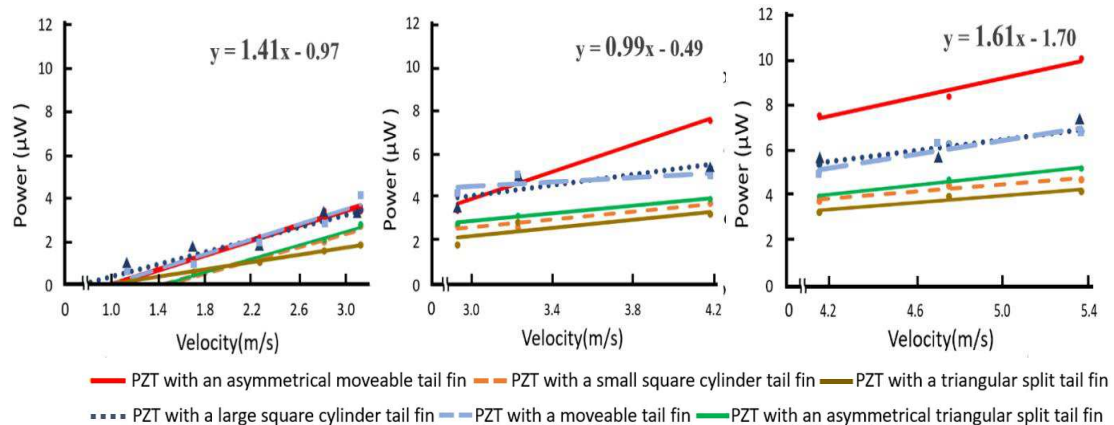 12
10
8
6
4
2
0
Power (µW )
y = 1.41x - 0.97
0 1.0 1.4 1.8 2.2 2.6 3.0
Velocity(m/s)
12
10
8
6
4
2
0
Power (µW )
y = 0.99x - 0.49
0 3.0 3.4 3.8 4.2
Velocity(m/s)
12
10
8
6
4
2
0
Power (µW )
y = 1.61x - 1.70
0 4.2 4.6 5.0 5.4
Velocity(m/s)
PZT with an asymmetrical moveable tail fin PZT with a small square cylinder tail fin PZT with a triangular split tail fin
PZT with a large square cylinder tail fin PZT with a moveable tail fin PZT with an asymmetrical triangular split tail fin